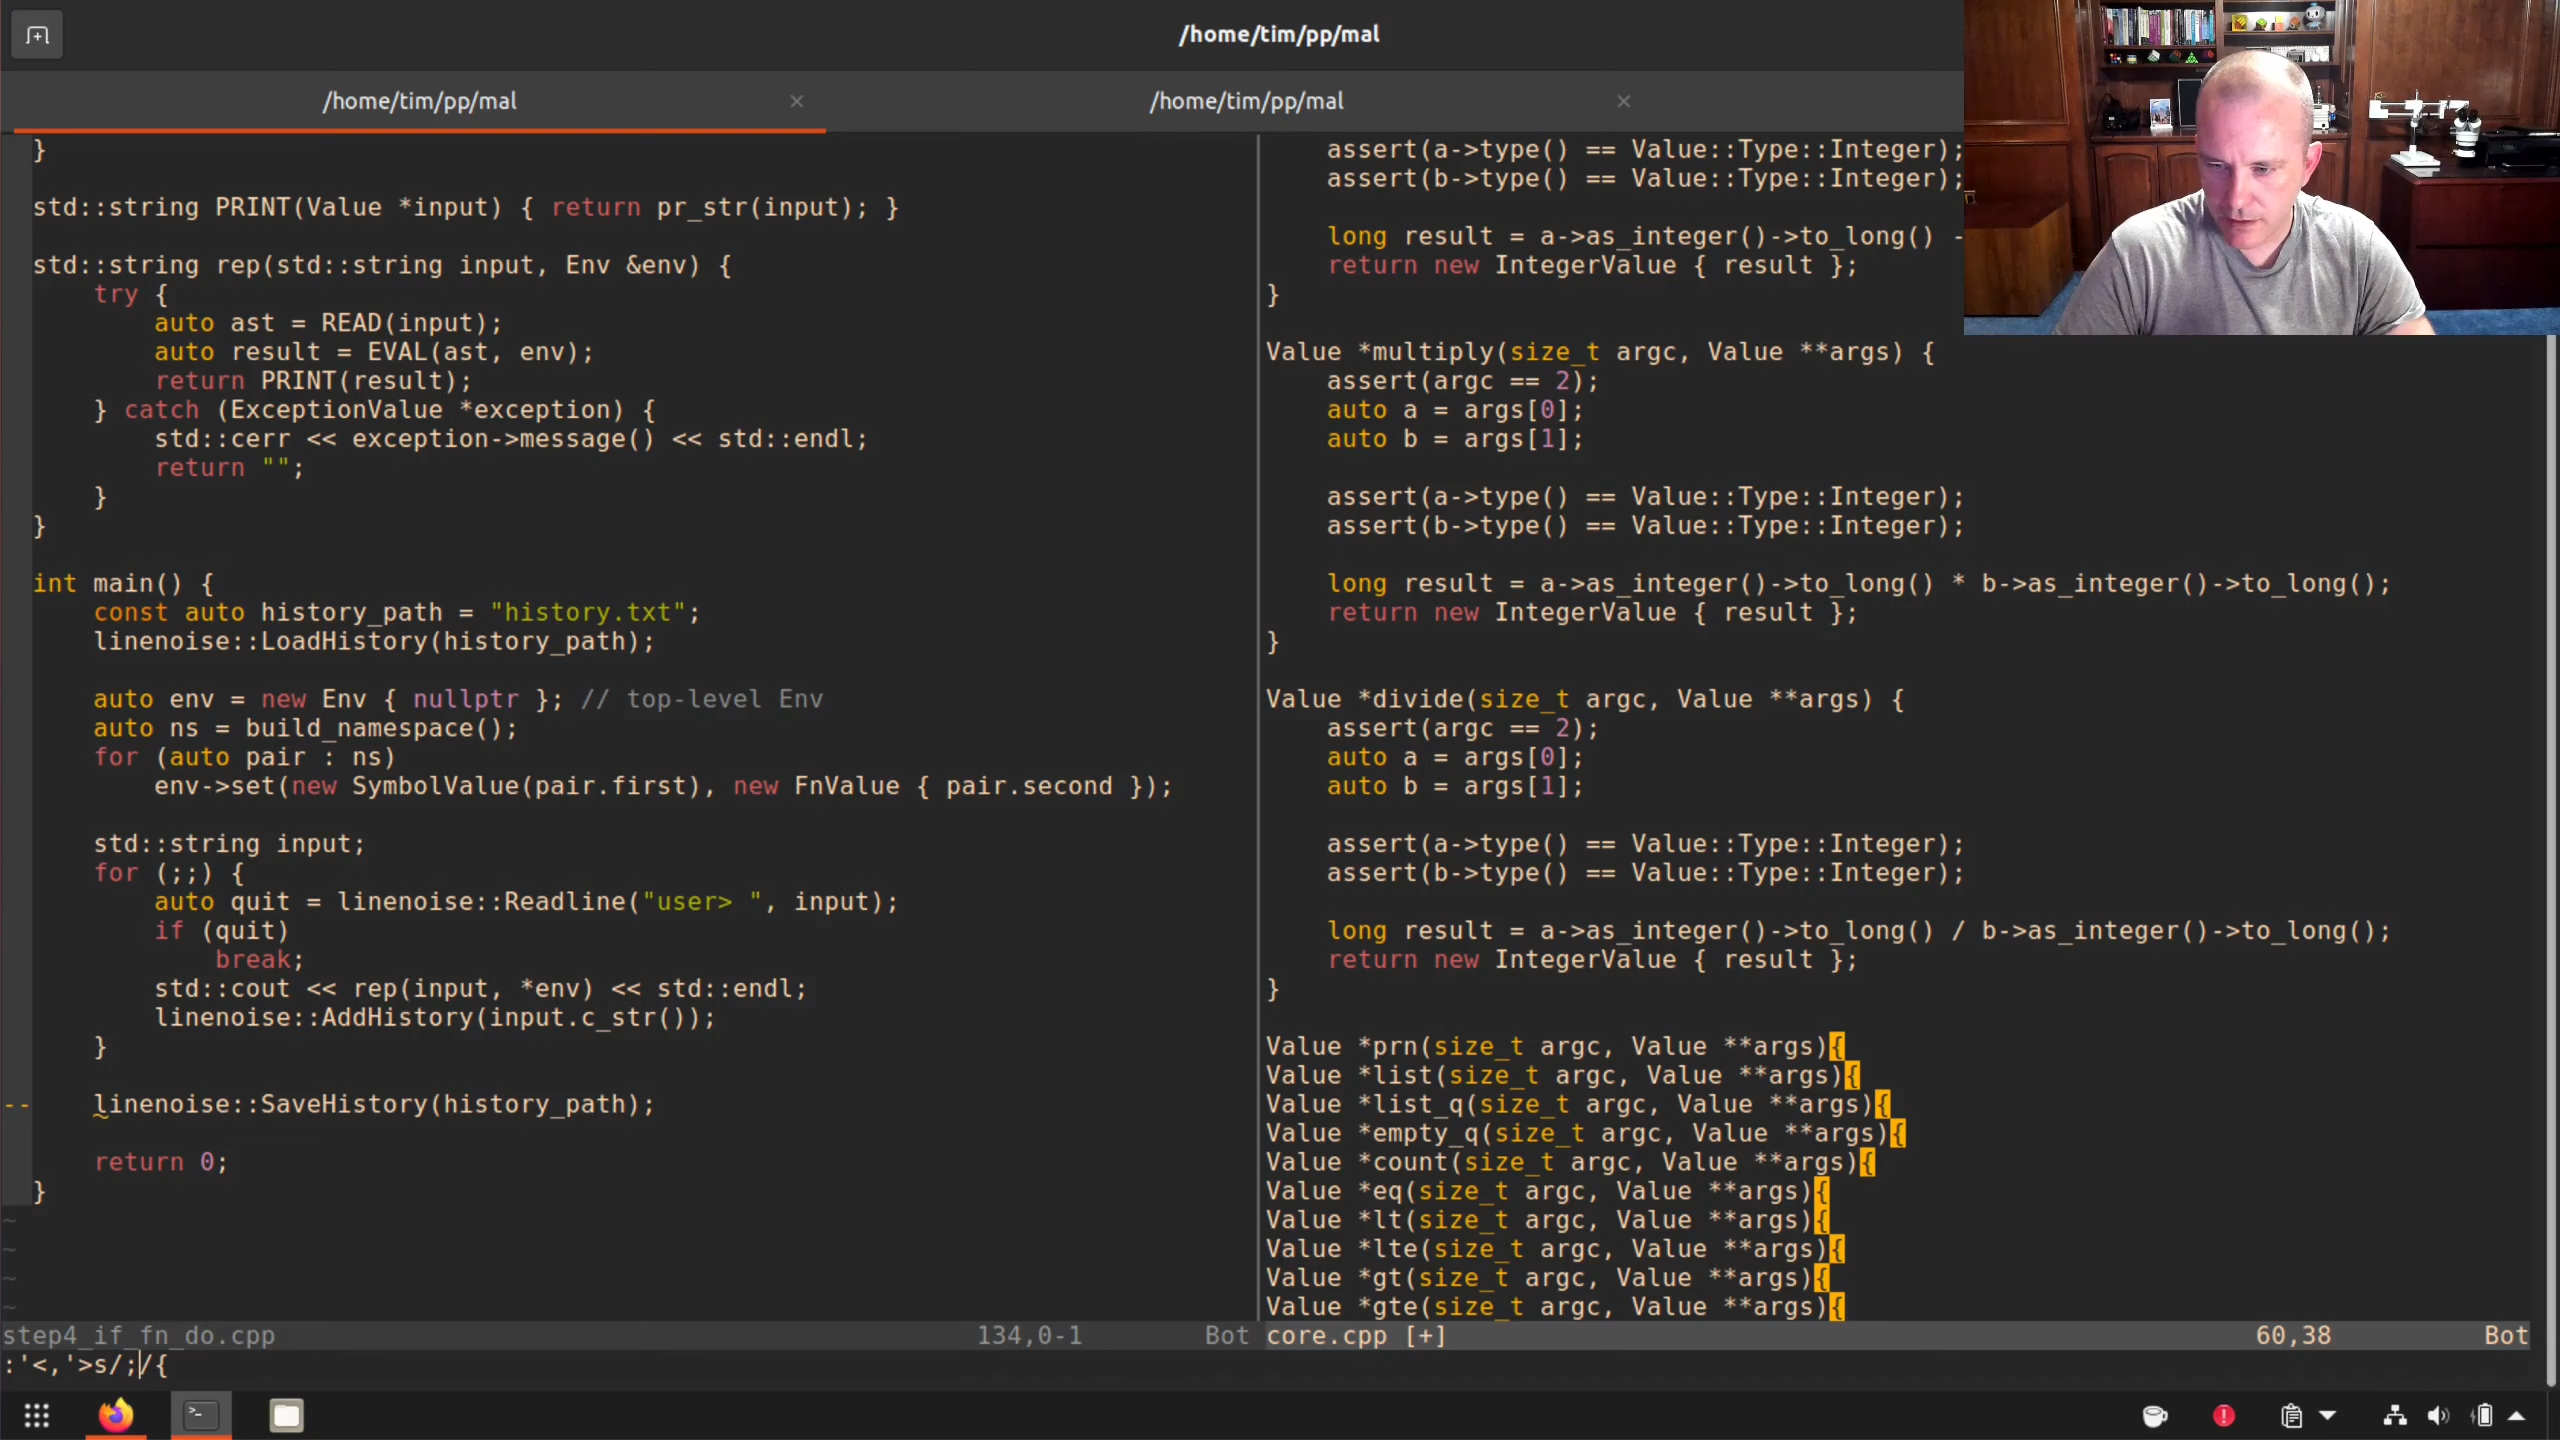 /home/tim/pp/mal
/home/tim/pp/mal ×
/home/tim/pp/mal ×
}
std::string PRINT(Value *input) { return pr_str(input); }
std::string rep(std::string input, Env &env) {
try {
auto ast = READ(input);
auto result = EVAL(ast, env);
return PRINT(result);
} catch (ExceptionValue *exception) {
std::cerr << exception->message() << std::endl;
return "";
}
}
int main() {
const auto history_path = "history.txt";
linenoise::LoadHistory(history_path);
auto env = new Env { nullptr }; // top-level Env
auto ns = build_namespace();
for (auto pair : ns)
env->set(new SymbolValue(pair.first), new FnValue { pair.second });
std::string input;
for (;;) {
auto quit = linenoise::Readline("user> ", input);
if (quit)
break;
std::cout << rep(input, *env) << std::endl;
linenoise::AddHistory(input.c_str());
}
-- linenoise::SaveHistory(history_path);
return 0;
}
~
~
~
~
step4_if_fn_do.cpp 134,0-1 Bot
assert(a->type() == Value::Type::Integer);
assert(b->type() == Value::Type::Integer);
long result = a->as_integer()->to_long() -
return new IntegerValue { result };
}
Value *multiply(size_t argc, Value **args) {
assert(argc == 2);
auto a = args[0];
auto b = args[1];
assert(a->type() == Value::Type::Integer);
assert(b->type() == Value::Type::Integer);
long result = a->as_integer()->to_long() * b->as_integer()->to_long();
return new IntegerValue { result };
}
Value *divide(size_t argc, Value **args) {
assert(argc == 2);
auto a = args[0];
auto b = args[1];
assert(a->type() == Value::Type::Integer);
assert(b->type() == Value::Type::Integer);
long result = a->as_integer()->to_long() / b->as_integer()->to_long();
return new IntegerValue { result };
}
Value *prn(size_t argc, Value **args){
Value *list(size_t argc, Value **args){
Value *list_q(size_t argc, Value **args){
Value *empty_q(size_t argc, Value **args){
Value *count(size_t argc, Value **args){
Value *eq(size_t argc, Value **args){
Value *lt(size_t argc, Value **args){
Value *lte(size_t argc, Value **args){
Value *gt(size_t argc, Value **args){
Value *gte(size_t argc, Value **args){
core.cpp [+] 60,38 Bot
:'<,'>s/;/{